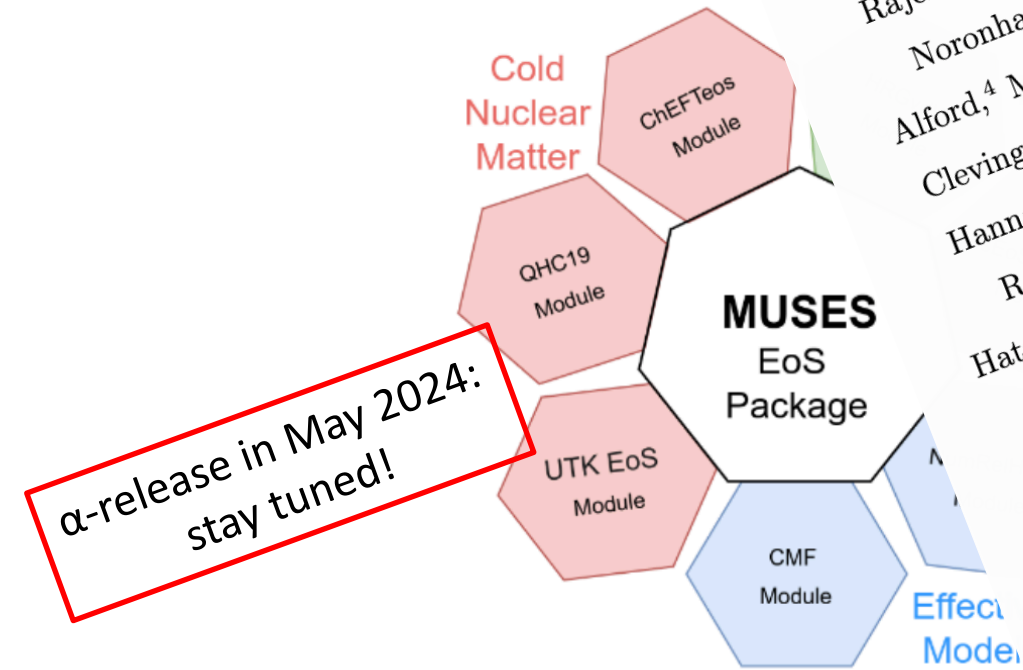 Cold
Nuclear
Matter
ChEFTeos
Module
QHC19
Module
MUSES
EoS
Package
α-release in May 2024:
stay tuned!
UTK EoS
Module
CMF
Module
Noronha
Alford,⁴